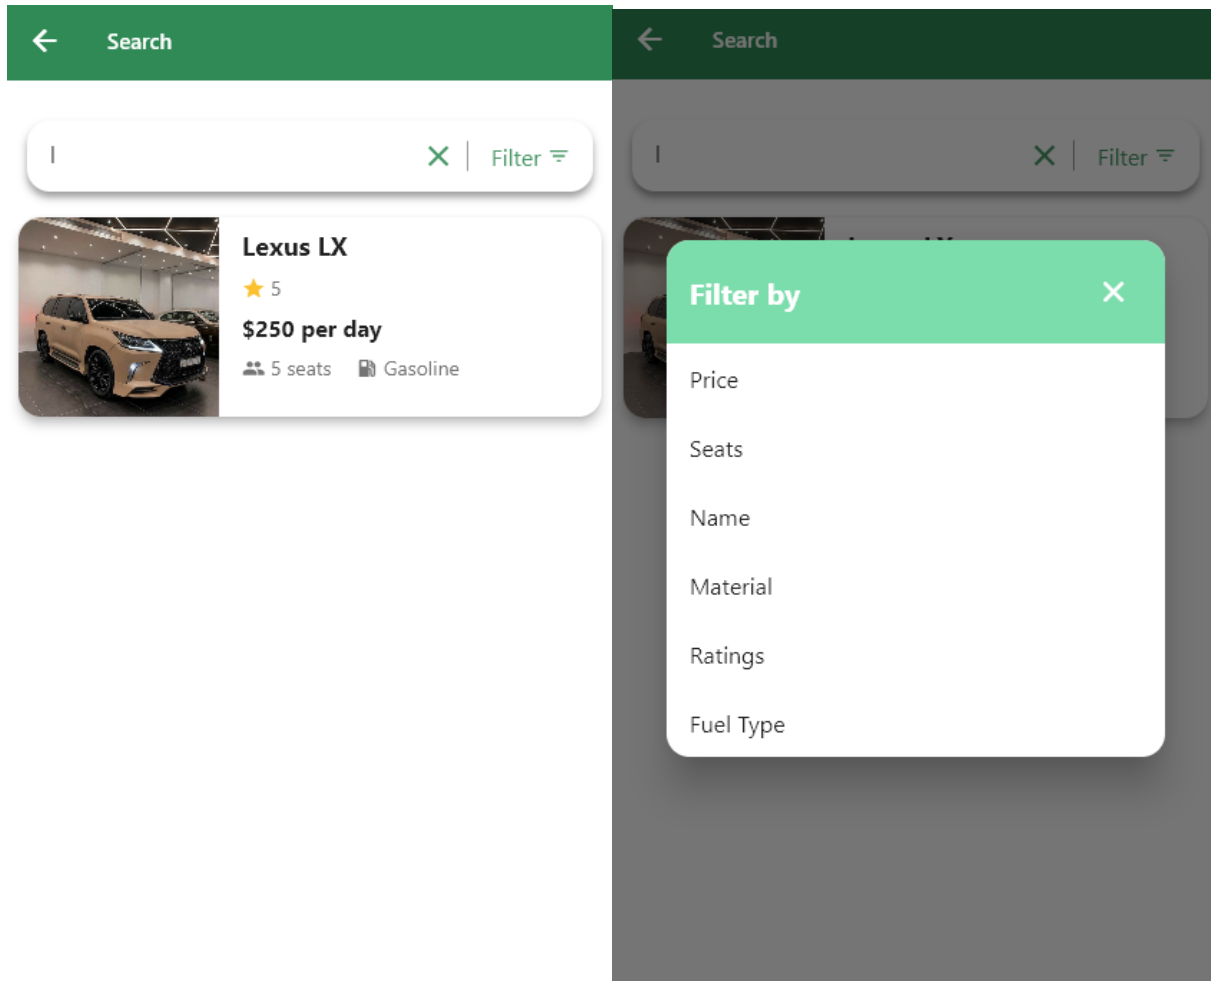 Search
l
Filter
Lexus LX
5
$250 per day
5 seats
Gasoline
Search
l
Filter
Filter by
Price
Seats
Name
Material
Ratings
Fuel Type